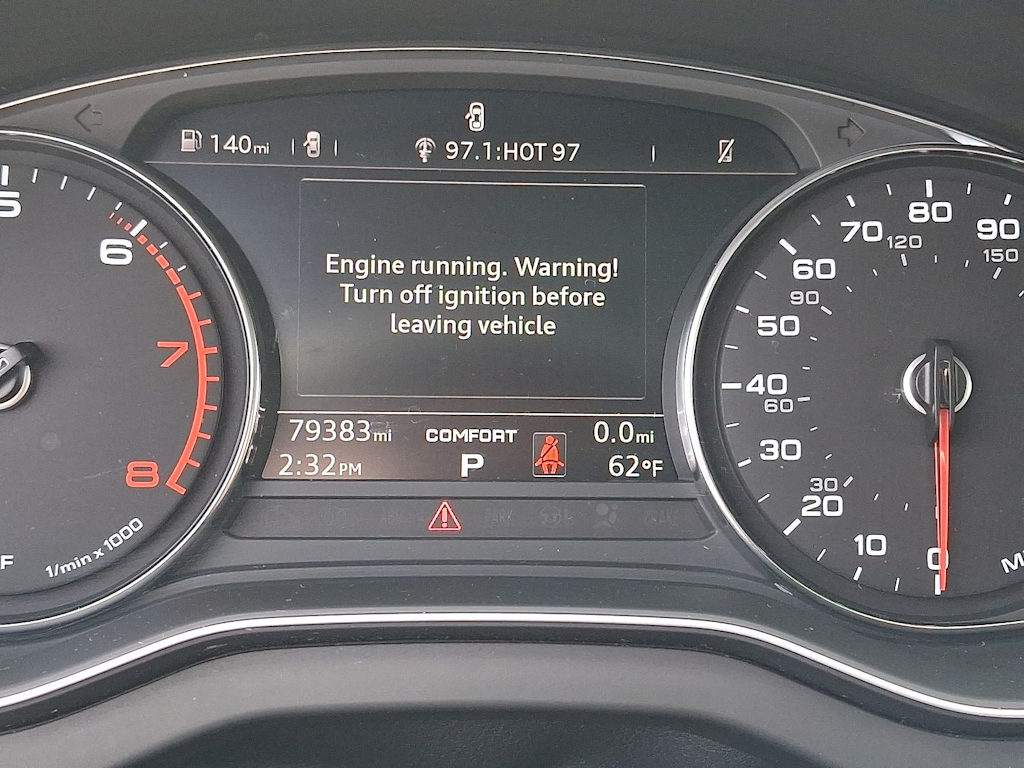 140mi
97.1:HOT 97
Engine running. Warning!
Turn off ignition before
leaving vehicle
79383mi COMFORT 0.0mi
2:32PM P 62°F
5
6
7
8
1/min x 1000
0
10
20
30
40
50
60
70
80
90
30
60
90
120
150